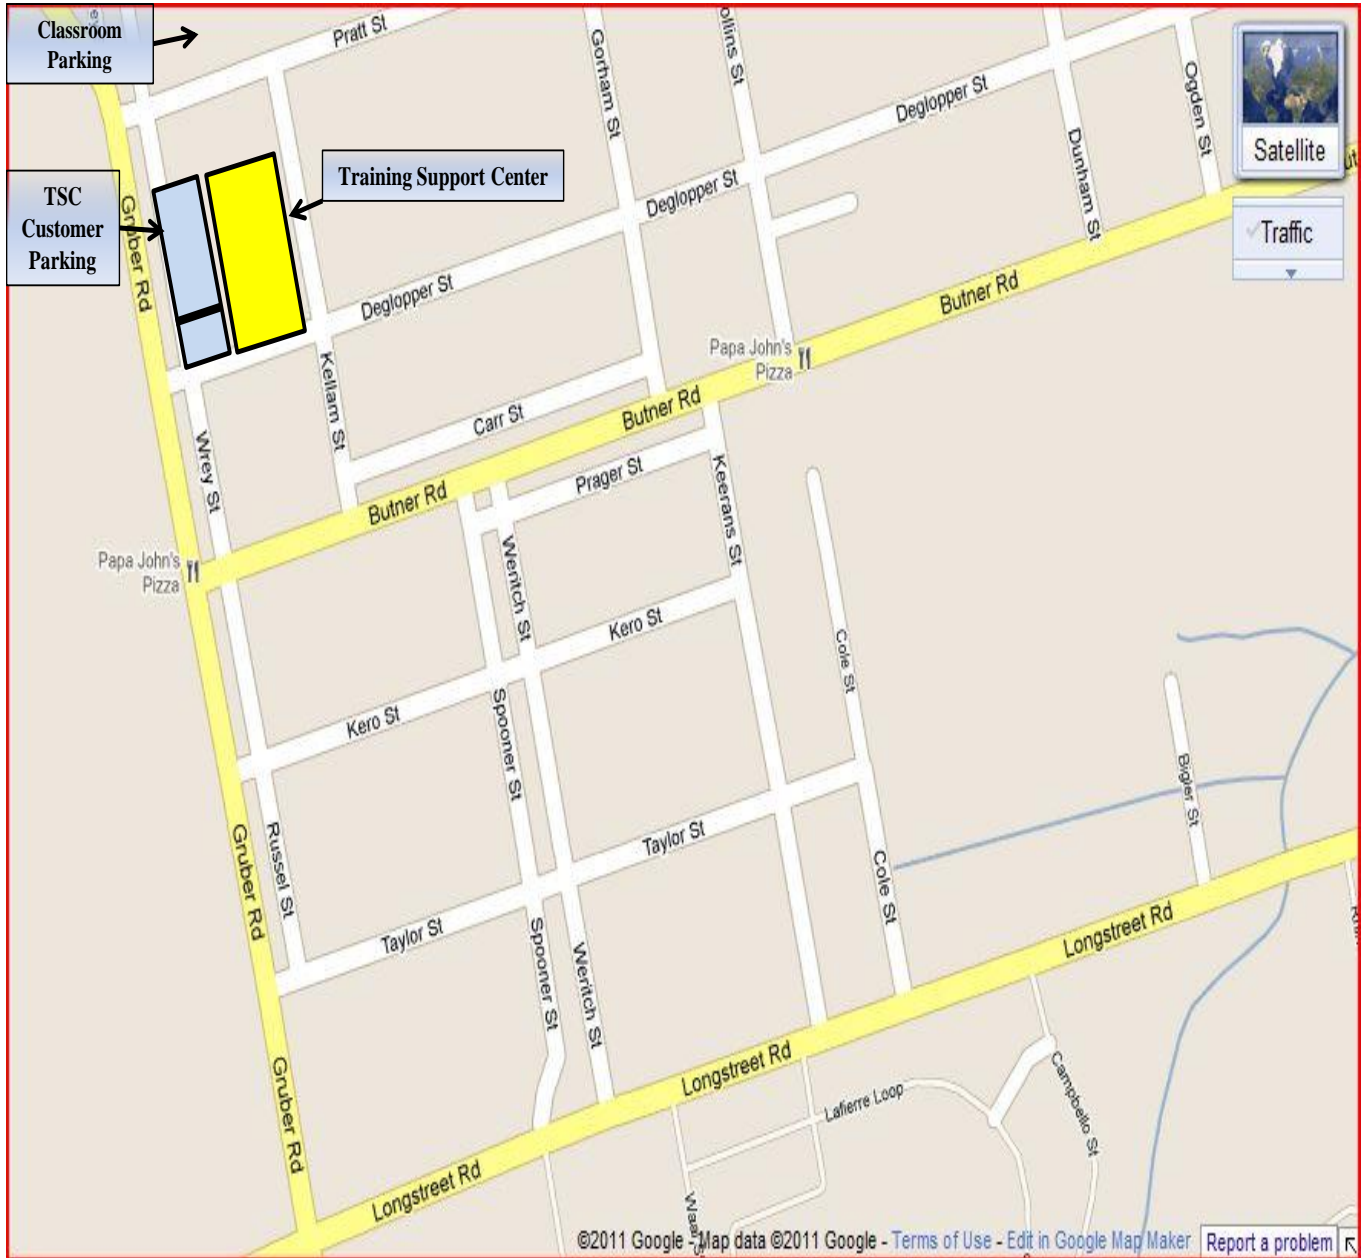 Classroom
Parking
Pratt St
Gorham St
ollins St
Deglopper St
Dunham St
Ogden St
Satellite
Traffic
TSC
Customer
Parking
Training Support Center
Gruber Rd
Deglopper St
Deglopper St
Kellam St
Carr St
Butner Rd
Butner Rd
Butner Rd
Papa John's
Pizza
Wrey St
Prager St
Keerans St
Papa John's
Pizza
Weritch St
Kero St
Kero St
Cole St
Spooner St
Bigler St
Russel St
Gruber Rd
Taylor St
Taylor St
Cole St
Spooner St
Weritch St
Longstreet Rd
Longstreet Rd
Longstreet Rd
Gruber Rd
Lafierre Loop
Campbello St
©2011 Google - Map data ©2011 Google - Terms of Use - Edit in Google Map Maker
Report a problem